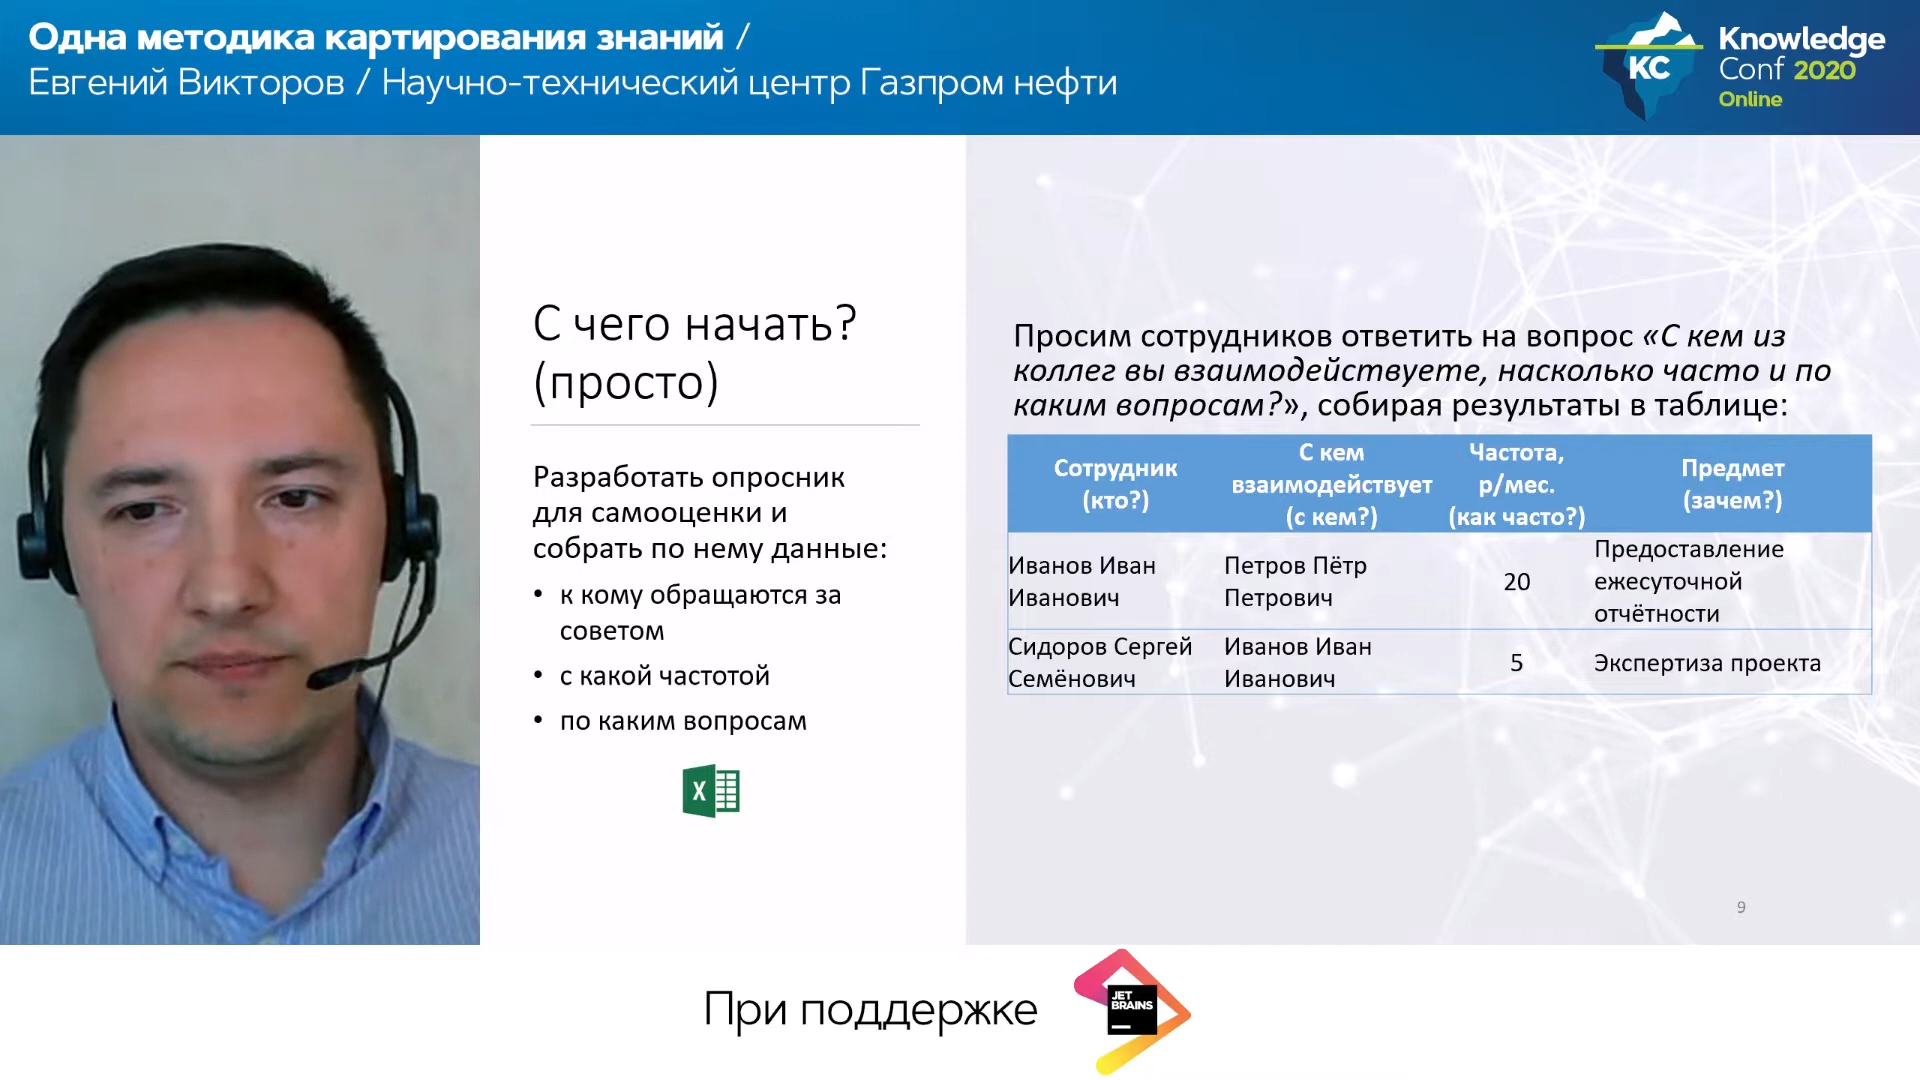 Одна методика картирования знаний /
Евгений Викторов / Научно-технический центр Газпром нефти
КС
Knowledge
Conf 2020
Online
С чего начать?
(просто)
Разработать опросник
для самооценки и
собрать по нему данные:
• к кому обращаются за
советом
• с какой частотой
• по каким вопросам
X
Просим сотрудников ответить на вопрос «С кем из
коллег вы взаимодействуете, насколько часто и по
каким вопросам?», собирая результаты в таблице:
Сотрудник
(кто?)
С кем
взаимодействует
(с кем?)
Частота,
р/мес.
(как часто?)
Предмет
(зачем?)
Иванов Иван
Иванович
Петров Пётр
Петрович
20
Предоставление
ежесуточной
отчётности
Сидоров Сергей
Семёнович
Иванов Иван
Иванович
5
Экспертиза проекта
9
При поддержке
JET
BRAINS